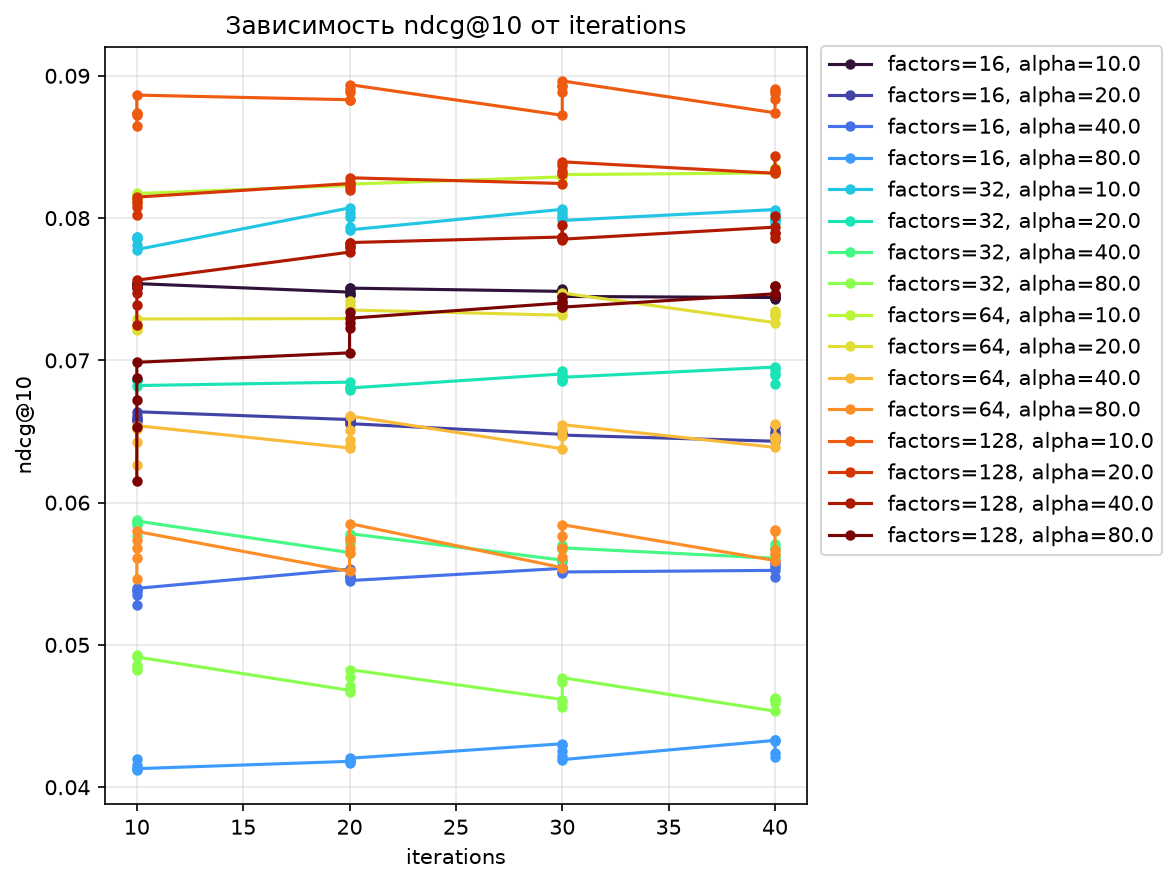 Зависимость ndcg@10 от iterations
ndcg@10
0.09
0.08
0.07
0.06
0.05
0.04
10
15
20
25
30
35
40
iterations
factors=16, alpha=10.0
factors=16, alpha=20.0
factors=16, alpha=40.0
factors=16, alpha=80.0
factors=32, alpha=10.0
factors=32, alpha=20.0
factors=32, alpha=40.0
factors=32, alpha=80.0
factors=64, alpha=10.0
factors=64, alpha=20.0
factors=64, alpha=40.0
factors=64, alpha=80.0
factors=128, alpha=10.0
factors=128, alpha=20.0
factors=128, alpha=40.0
factors=128, alpha=80.0